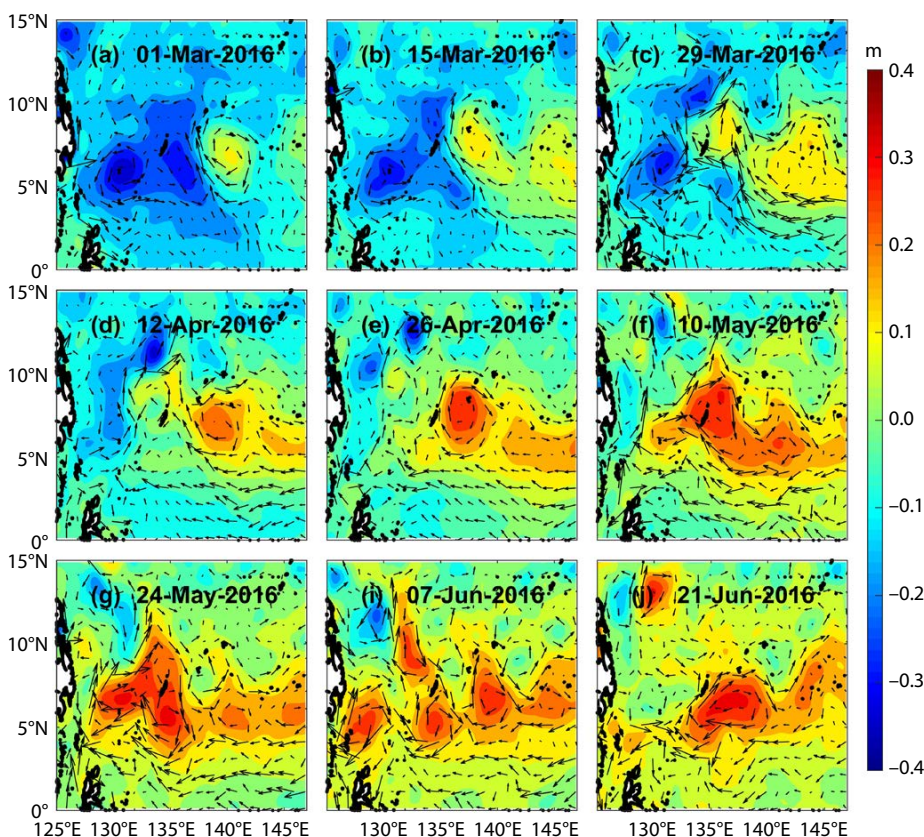 15°N
(a) 01-Mar-2016
(b) 15-Mar-2016
(c) 29-Mar-2016
m
10°N
5°N
0°
0.4
0.3
0.2
0.1
0.0
−0.1
−0.2
−0.3
−0.4
15°N
(d) 12-Apr-2016
(e) 26-Apr-2016
(f) 10-May-2016
10°N
5°N
0°
15°N
(g) 24-May-2016
(i) 07-Jun-2016
(j) 21-Jun-2016
10°N
5°N
0°
125°E 130°E 135°E 140°E 145°E
130°E 135°E 140°E 145°E
130°E 135°E 140°E 145°E